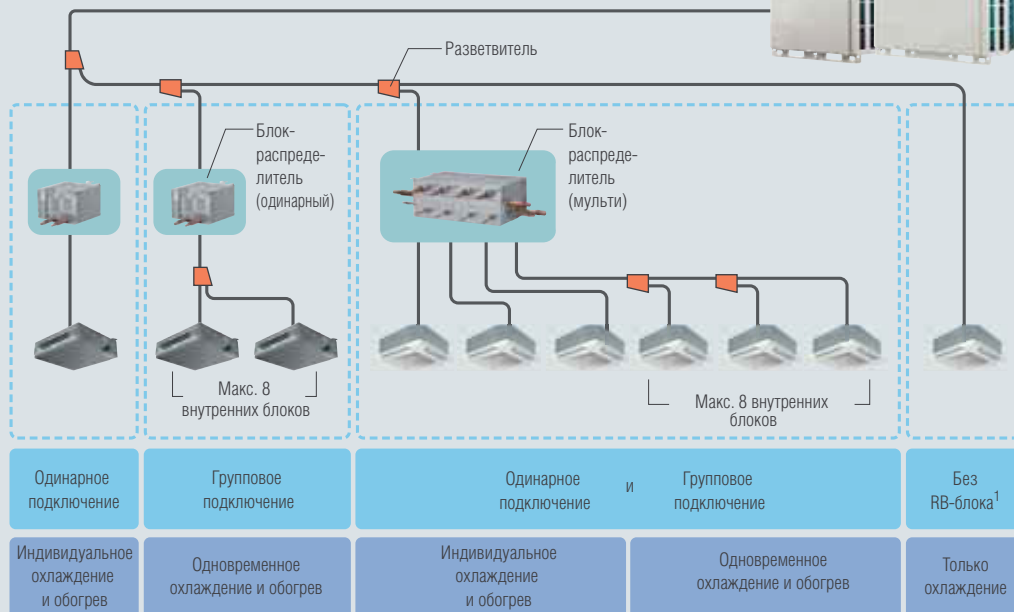 Разветвитель
Блок-
распреде-
литель
(одинарный)
Блок-
распреде-
литель
(мульти)
Макс. 8
внутренних блоков
Макс. 8 внутренних
блоков
Одинарное
подключение
Групповое
подключение
Одинарное
подключение
и
Групповое
подключение
Без
RB-блока¹
Индивидуальное
охлаждение
и обогрев
Одновременное
охлаждение и обогрев
Индивидуальное
охлаждение
и обогрев
Одновременное
охлаждение и обогрев
Только
охлаждение